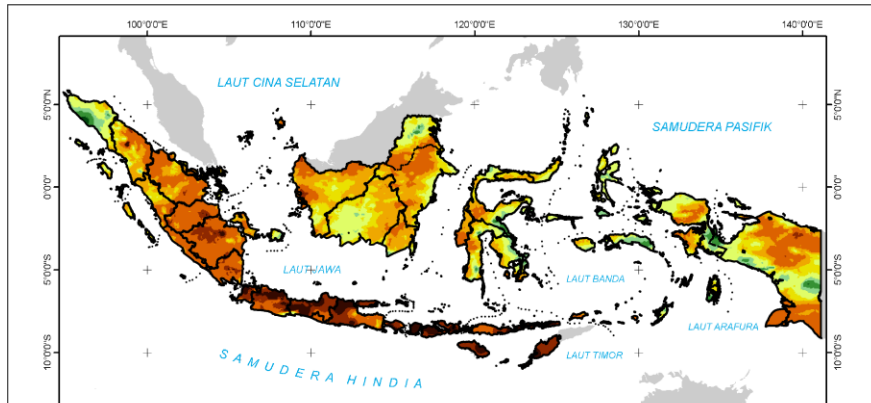 100°0'0"E 110°0'0"E 120°0'0"E 130°0'0"E 140°0'0"E
LAUT CINA SELATAN
5°0'0"N 5°0'0"N
SAMUDERA PASIFIK
0°0'0" 0°0'0"
LAUT JAWA
LAUT BANDA
5°0'0"S 5°0'0"S
LAUT ARAFURA
LAUT TIMOR
10°0'0"S 10°0'0"S
SAMUDERA HINDIA